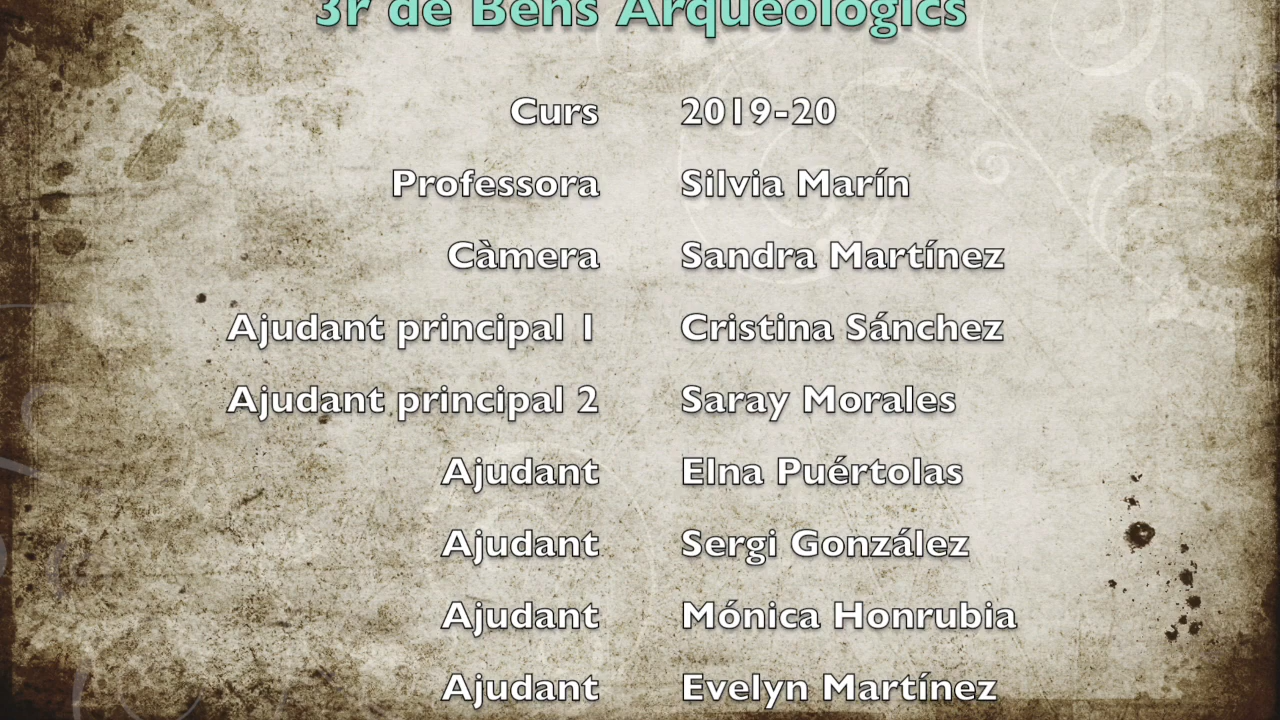 3r de Béns Arqueològics
Curs 2019-20
Professora Silvia Marín
Càmera Sandra Martínez
Ajudant principal 1 Cristina Sánchez
Ajudant principal 2 Saray Morales
Ajudant Elna Puértolas
Ajudant Sergi González
Ajudant Mónica Honrubia
Ajudant Evelyn Martínez